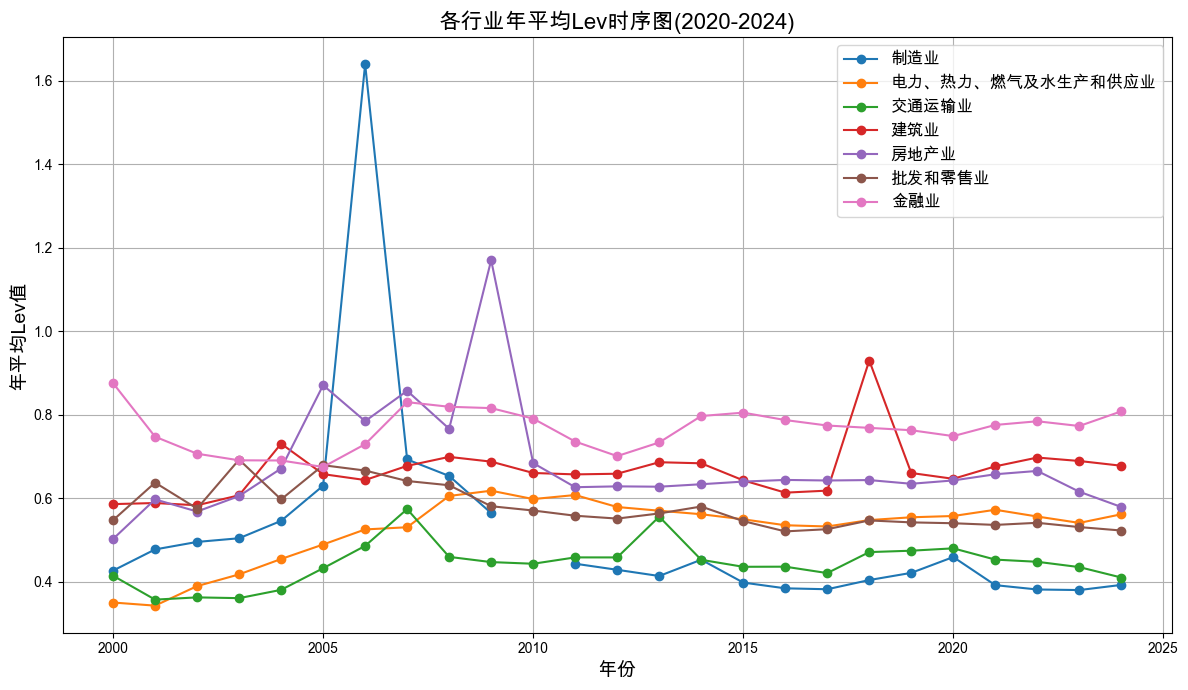 各行业年平均Lev时序图(2020-2024)
制造业
电力、热力、燃气及水生产和供应业
交通运输业
建筑业
房地产业
批发和零售业
金融业
年平均Lev值
1.6
1.4
1.2
1.0
0.8
0.6
0.4
2000 2005 2010 2015 2020 2025
年份